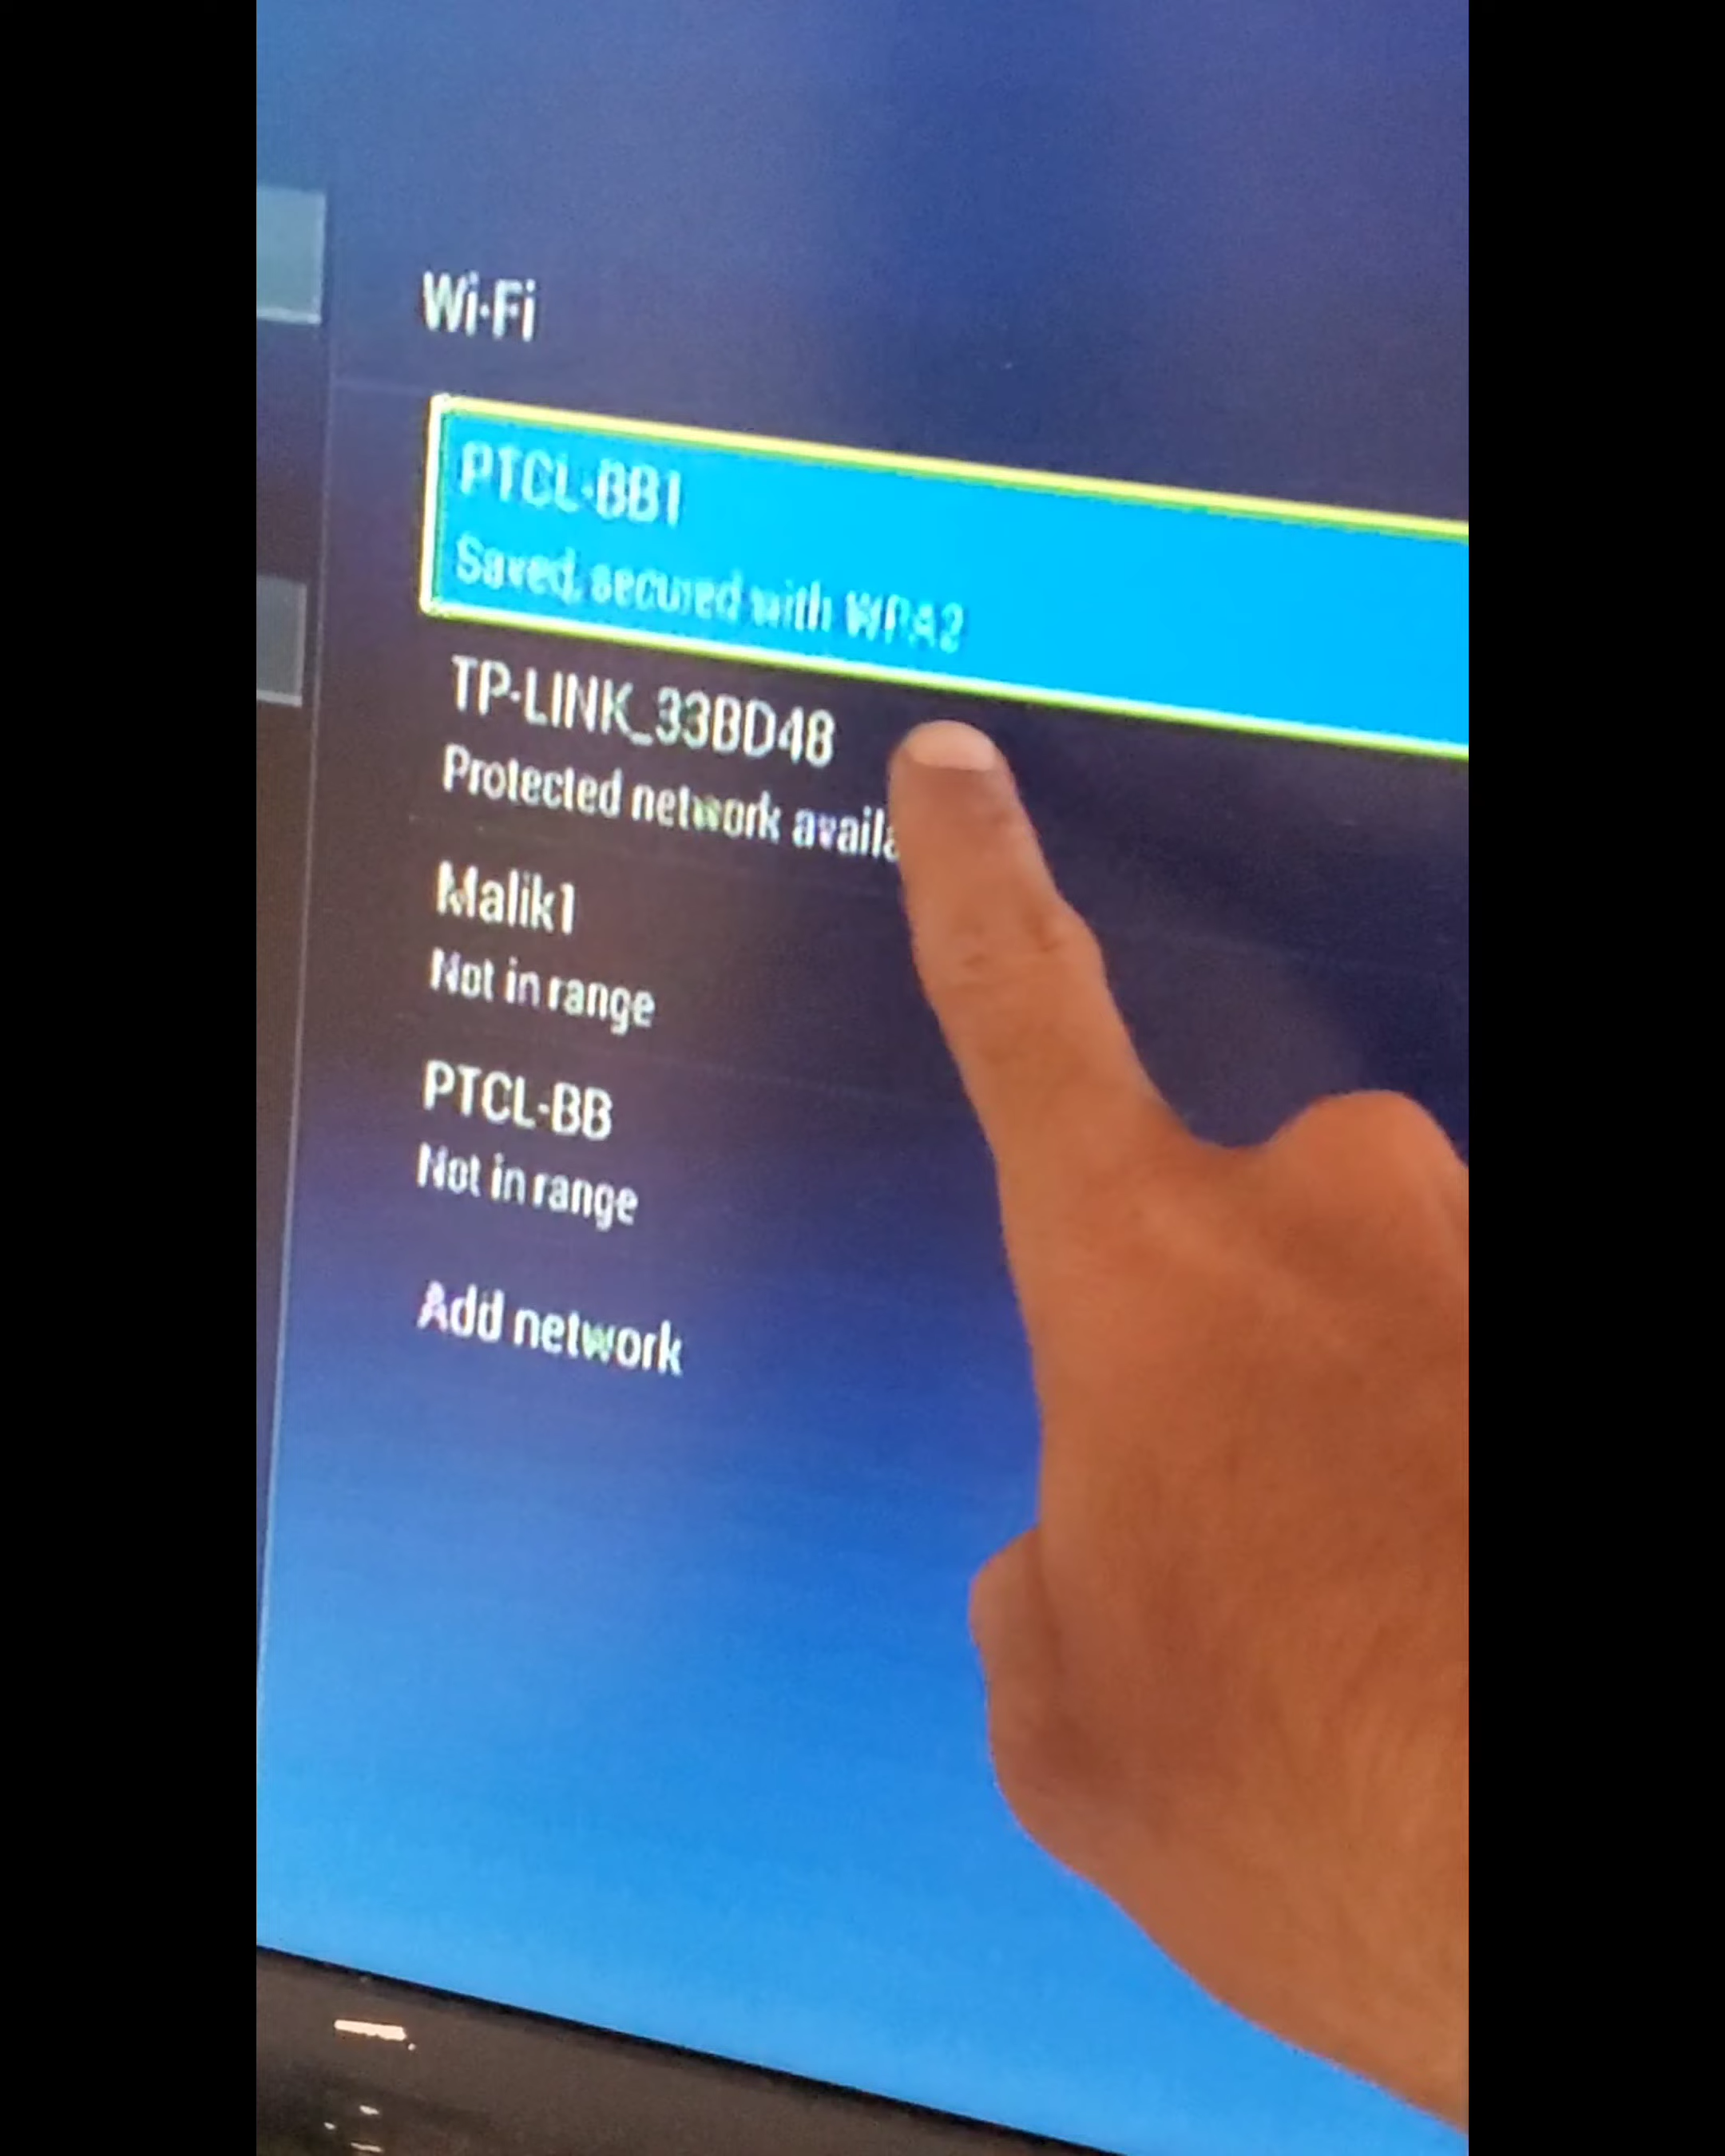 Wi-Fi
PTCL-BB1
Saved, secured with WPA2
TP-LINK_33BD48
Protected network availa
Malik1
Not in range
PTCL-BB
Not in range
Add network